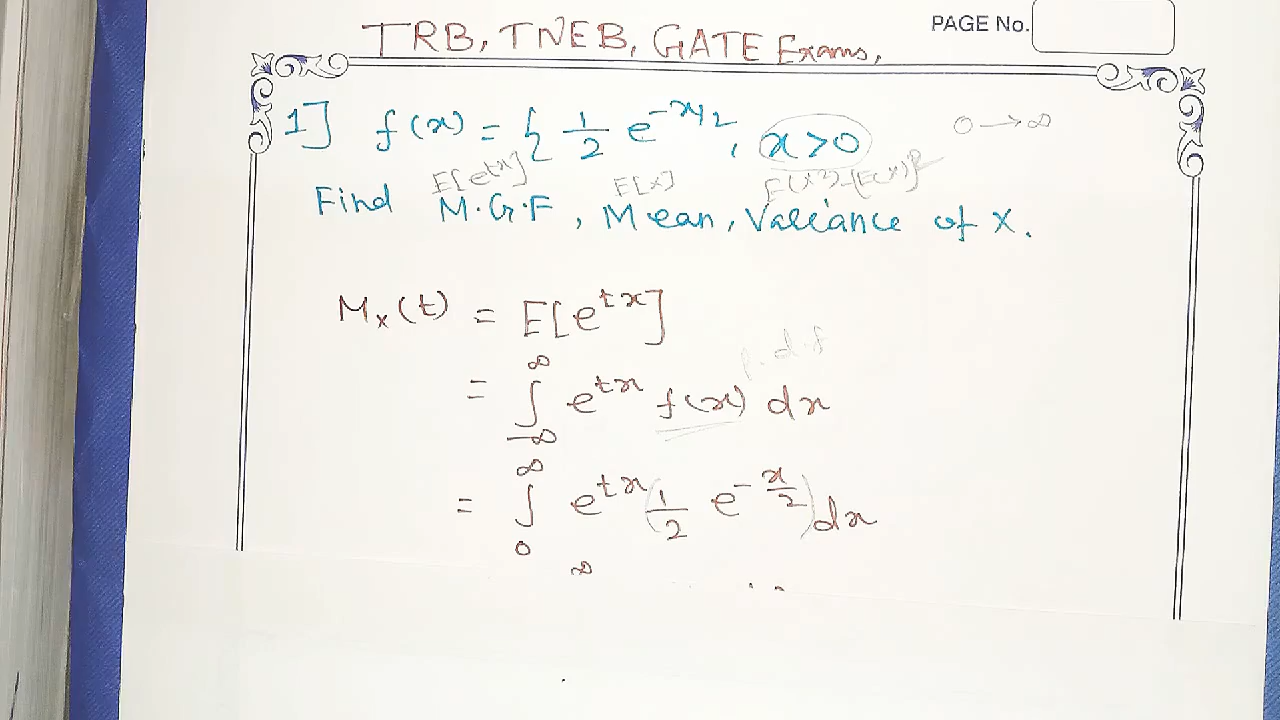 PAGE No.
TRB, TNEB, GATE Exams,
1] f(x) = { 1/2 e^{-x/2}, x>0 0 → ∞
E[e^{tx}] E[x] E(x²)-[E(x)]²
Find M.G.F, Mean, Variance of X.
M_x(t) = E[e^{tx}]
p.d.f
= ∫_{-∞}^{∞} e^{tx} f(x) dx
= ∫_{0}^{∞} e^{tx} (1/2 e^{-x/2}) dx
∞